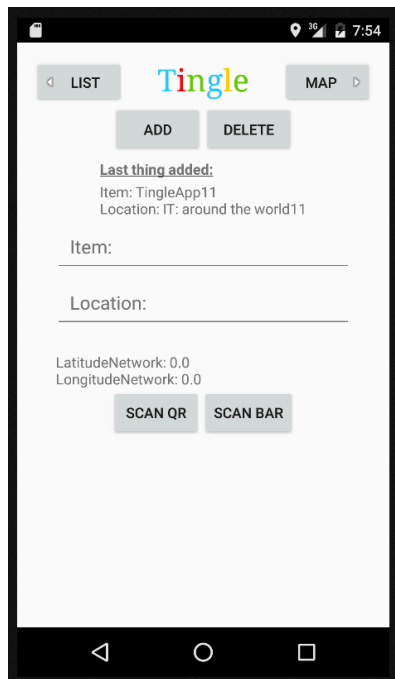 3G 7:54
LIST Tingle MAP
ADD DELETE
Last thing added:
Item: TingleApp11
Location: IT: around the world11
Item:
Location:
LatitudeNetwork: 0.0
LongitudeNetwork: 0.0
SCAN QR SCAN BAR